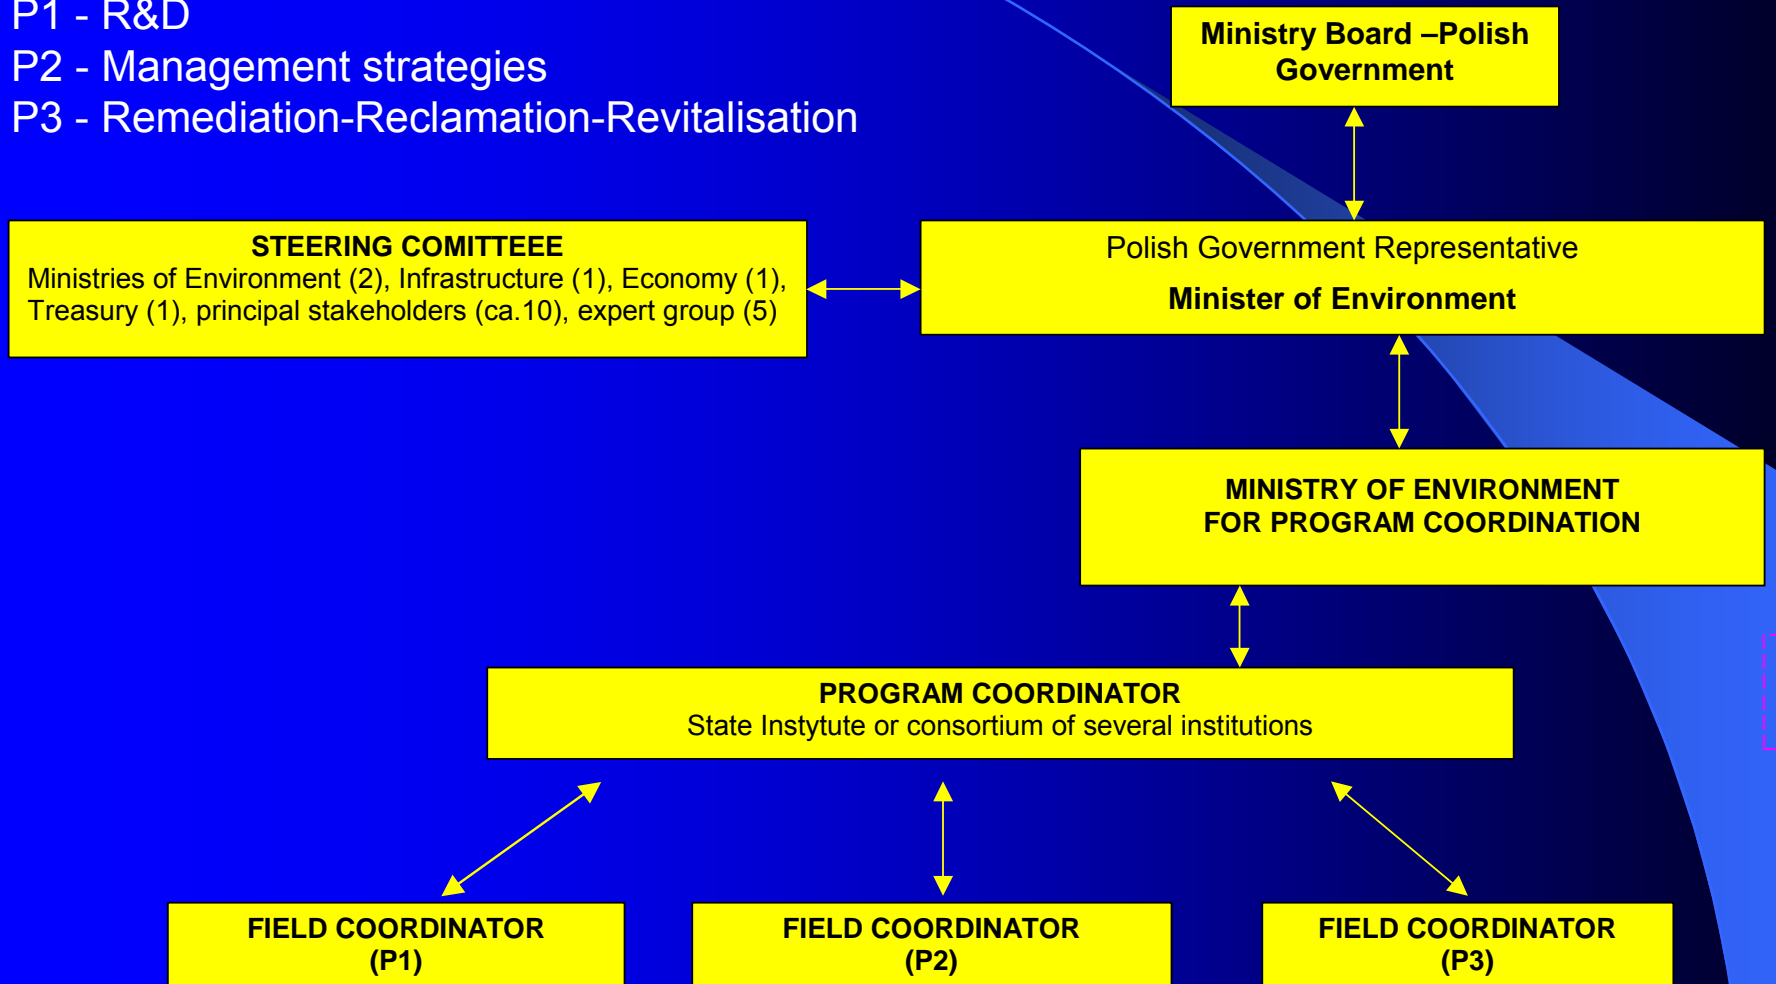 P1 - R&D
P2 - Management strategies
P3 - Remediation-Reclamation-Revitalisation
Ministry Board –Polish
Government
STEERING COMITTEEE
Ministries of Environment (2), Infrastructure (1), Economy (1),
Treasury (1), principal stakeholders (ca.10), expert group (5)
Polish Government Representative
Minister of Environment
MINISTRY OF ENVIRONMENT
FOR PROGRAM COORDINATION
PROGRAM COORDINATOR
State Instytute or consortium of several institutions
FIELD COORDINATOR
(P1)
FIELD COORDINATOR
(P2)
FIELD COORDINATOR
(P3)